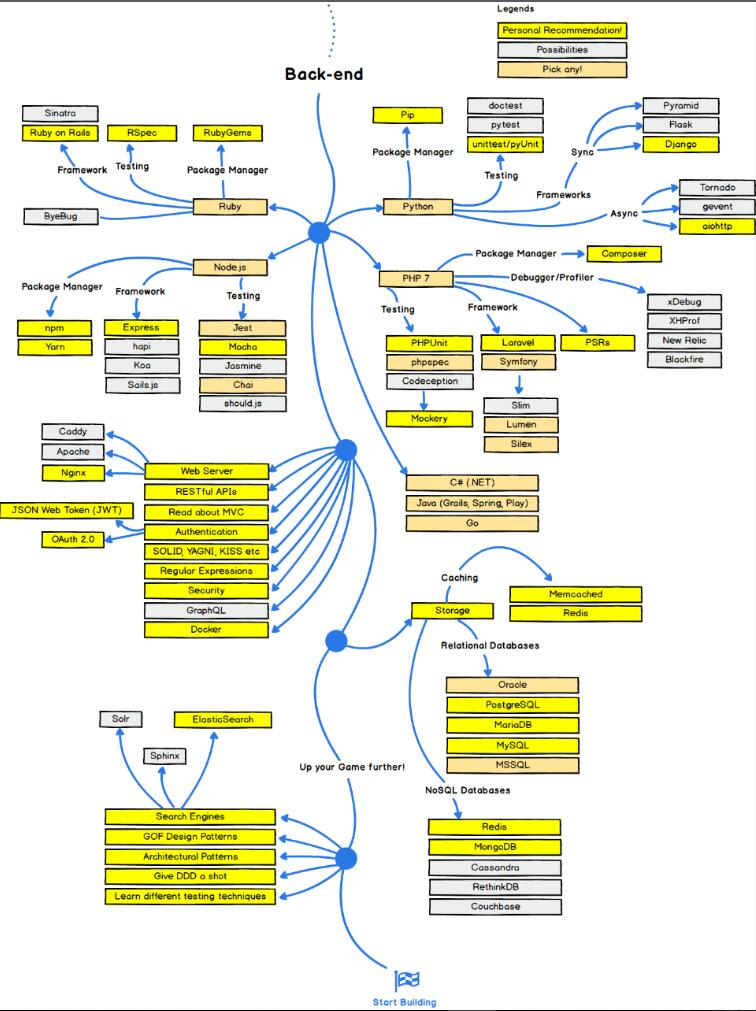 Legends
Personal Recommendation!
Possibilities
Pick any!
Back-end
Sinatra
Ruby on Rails
RSpec
RubyGems
Framework
Testing
Package Manager
ByeBug
Ruby
Pip
Package Manager
doctest
pytest
unittest/pyUnit
Testing
Python
Sync
Pyramid
Flask
Django
Frameworks
Async
Tornado
gevent
aiohttp
Node.js
Package Manager
Framework
Testing
npm
Yarn
Express
hapi
Koa
Sails.js
Jest
Mocha
Jasmine
Chai
should.js
PHP 7
Package Manager
Composer
Debugger/Profiler
xDebug
XHProf
New Relic
Blackfire
Testing
Framework
PHPUnit
phpspec
Codeception
Mockery
Laravel
Symfony
Slim
Lumen
Silex
PSRs
C# (.NET)
Java (Grails, Spring, Play)
Go
Caddy
Apache
Nginx
JSON Web Token (JWT)
OAuth 2.0
Web Server
RESTful APIs
Read about MVC
Authentication
SOLID, YAGNI, KISS etc
Regular Expressions
Security
GraphQL
Docker
Caching
Memcached
Redis
Storage
Relational Databases
Oracle
PostgreSQL
MariaDB
MySQL
MSSQL
NoSQL Databases
Redis
MongoDB
Cassandra
RethinkDB
Couchbase
Up your Game further!
Solr
Sphinx
ElasticSearch
Search Engines
GOF Design Patterns
Architectural Patterns
Give DDD a shot
Learn different testing techniques
Start Building